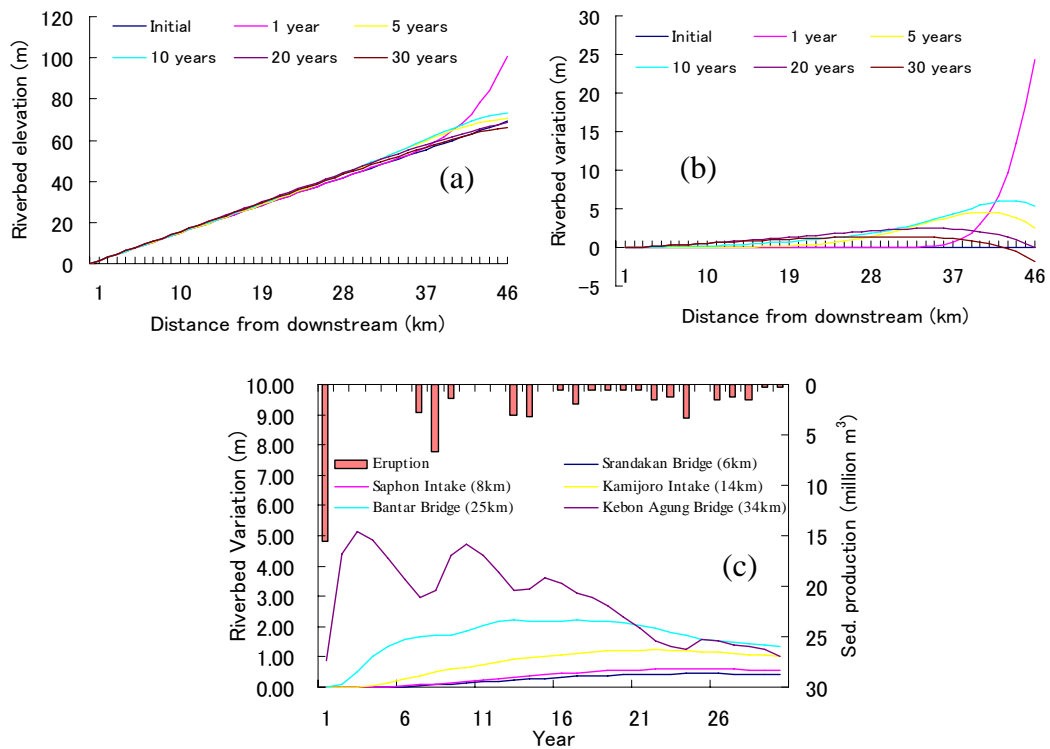 120
100
80
60
40
20
0
Riverbed elevation (m)
Initial
1 year
5 years
10 years
20 years
30 years
(a)
1 10 19 28 37 46
Distance from downstream (km)
30
25
20
15
10
5
0
−5
Riverbed variation (m)
Initial
1 year
5 years
10 years
20 years
30 years
(b)
1 10 19 28 37 46
Distance from downstream (km)
10.00
9.00
8.00
7.00
6.00
5.00
4.00
3.00
2.00
1.00
0.00
Riverbed Variation (m)
Eruption
Srandakan Bridge (6km)
Saphon Intake (8km)
Kamijoro Intake (14km)
Bantar Bridge (25km)
Kebon Agung Bridge (34km)
(c)
0
5
10
15
20
25
30
Sed. production (million m³)
1 6 11 16 21 26
Year